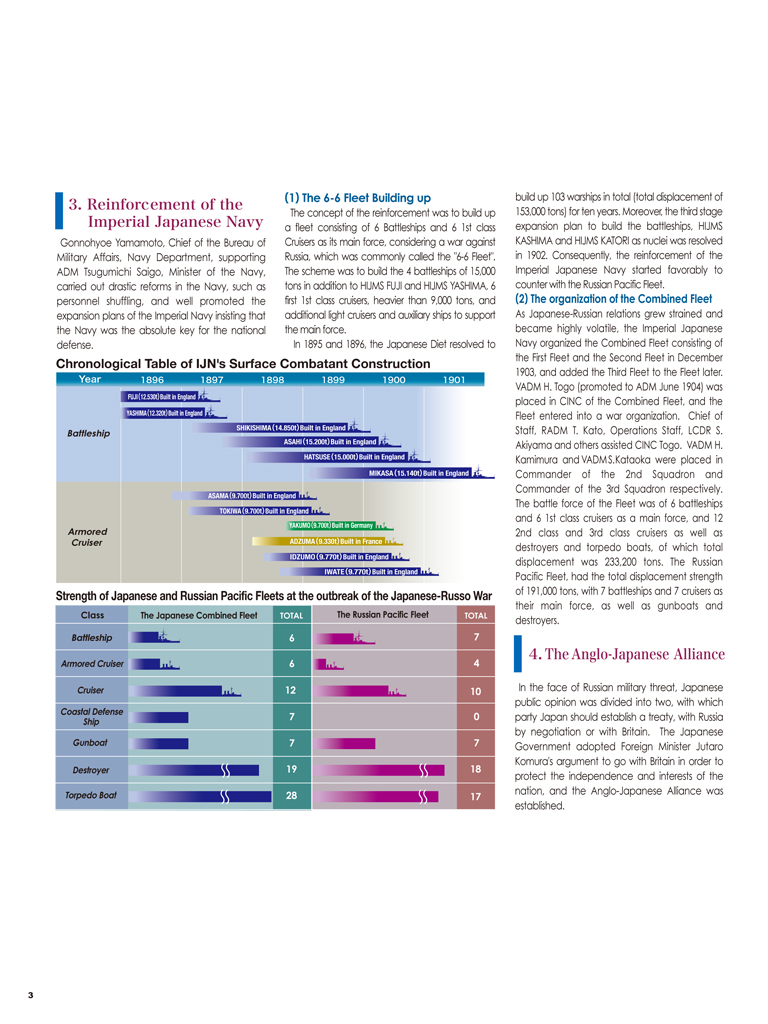 3. Reinforcement of the
Imperial Japanese Navy
Gonnohyoe Yamamoto, Chief of the Bureau of
Military Affairs, Navy Department, supporting
ADM Tsugumichi Saigo, Minister of the Navy,
carried out drastic reforms in the Navy, such as
personnel shuffling, and well promoted the
expansion plans of the Imperial Navy insisting that
the Navy was the absolute key for the national
defense.
(1) The 6-6 Fleet Building up
The concept of the reinforcement was to build up
a fleet consisting of 6 Battleships and 6 1st class
Cruisers as its main force, considering a war against
Russia, which was commonly called the "6-6 Fleet".
The scheme was to build the 4 battleships of 15,000
tons in addition to HIJMS FUJI and HIJMS YASHIMA, 6
first 1st class cruisers, heavier than 9,000 tons, and
additional light cruisers and auxiliary ships to support
the main force.
In 1895 and 1896, the Japanese Diet resolved to
Chronological Table of IJN's Surface Combatant Construction
Year 1896 1897 1898 1899 1900 1901
Battleship
FUJI (12.530t) Built in England
YASHIMA (12.320t) Built in England
SHIKISHIMA (14.850t) Built in England
ASAHI (15.200t) Built in England
HATSUSE (15.000t) Built in England
MIKASA (15.140t) Built in England
Armored
Cruiser
ASAMA (9.700t) Built in England
TOKIWA (9.700t) Built in England
YAKUMO (9.700t) Built in Germany
ADZUMA (9.330t) Built in France
IDZUMO (9.770t) Built in England
IWATE (9.770t) Built in England
Strength of Japanese and Russian Pacific Fleets at the outbreak of the Japanese-Russo War
Class The Japanese Combined Fleet TOTAL The Russian Pacific Fleet TOTAL
Battleship 6 7
Armored Cruiser 6 4
Cruiser 12 10
Coastal Defense
Ship 7 0
Gunboat 7 7
Destroyer 19 18
Torpedo Boat 28 17
build up 103 warships in total (total displacement of
153,000 tons) for ten years. Moreover, the third stage
expansion plan to build the battleships, HIJMS
KASHIMA and HIJMS KATORI as nuclei was resolved
in 1902. Consequently, the reinforcement of the
Imperial Japanese Navy started favorably to
counter with the Russian Pacific Fleet.
(2) The organization of the Combined Fleet
As Japanese-Russian relations grew strained and
became highly volatile, the Imperial Japanese
Navy organized the Combined Fleet consisting of
the First Fleet and the Second Fleet in December
1903, and added the Third Fleet to the Fleet later.
VADM H. Togo (promoted to ADM June 1904) was
placed in CINC of the Combined Fleet, and the
Fleet entered into a war organization. Chief of
Staff, RADM T. Kato, Operations Staff, LCDR S.
Akiyama and others assisted CINC Togo. VADM H.
Kamimura and VADM S.Kataoka were placed in
Commander of the 2nd Squadron and
Commander of the 3rd Squadron respectively.
The battle force of the Fleet was of 6 battleships
and 6 1st class cruisers as a main force, and 12
2nd class and 3rd class cruisers as well as
destroyers and torpedo boats, of which total
displacement was 233,200 tons. The Russian
Pacific Fleet, had the total displacement strength
of 191,000 tons, with 7 battleships and 7 cruisers as
their main force, as well as gunboats and
destroyers.
4. The Anglo-Japanese Alliance
In the face of Russian military threat, Japanese
public opinion was divided into two, with which
party Japan should establish a treaty, with Russia
by negotiation or with Britain. The Japanese
Government adopted Foreign Minister Jutaro
Komura's argument to go with Britain in order to
protect the independence and interests of the
nation, and the Anglo-Japanese Alliance was
established.
3